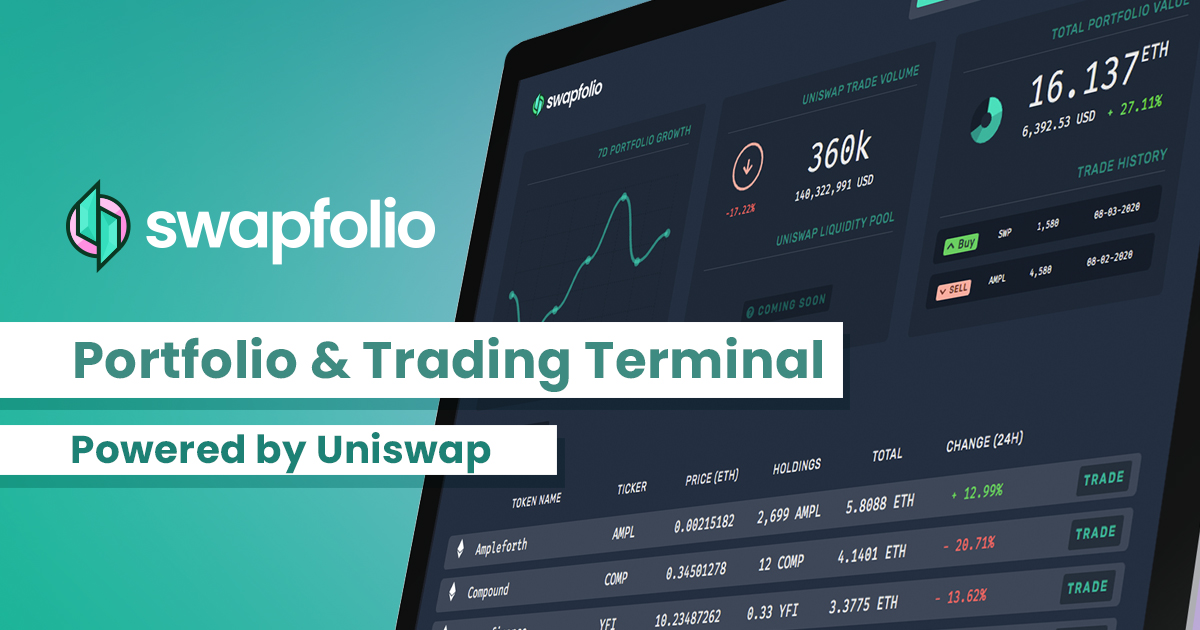 swapfolio
Portfolio & Trading Terminal
Powered by Uniswap
swapfolio
7D PORTFOLIO GROWTH
UNISWAP TRADE VOLUME
-17.22%
360k
140,322,991 USD
UNISWAP LIQUIDITY POOL
? COMING SOON
TOTAL PORTFOLIO VALUE
16.137 ETH
6,392.53 USD + 27.11%
TRADE HISTORY
Buy SWP 1,580 08-03-2020
SELL AMPL 4,580 08-02-2020
TOKEN NAME TICKER PRICE (ETH) HOLDINGS TOTAL CHANGE (24H)
Ampleforth AMPL 0.00215182 2,699 AMPL 5.8088 ETH + 12.99% TRADE
Compound COMP 0.34501278 12 COMP 4.1401 ETH - 20.71% TRADE
YFI 10.23487262 0.33 YFI 3.3775 ETH - 13.62% TRADE